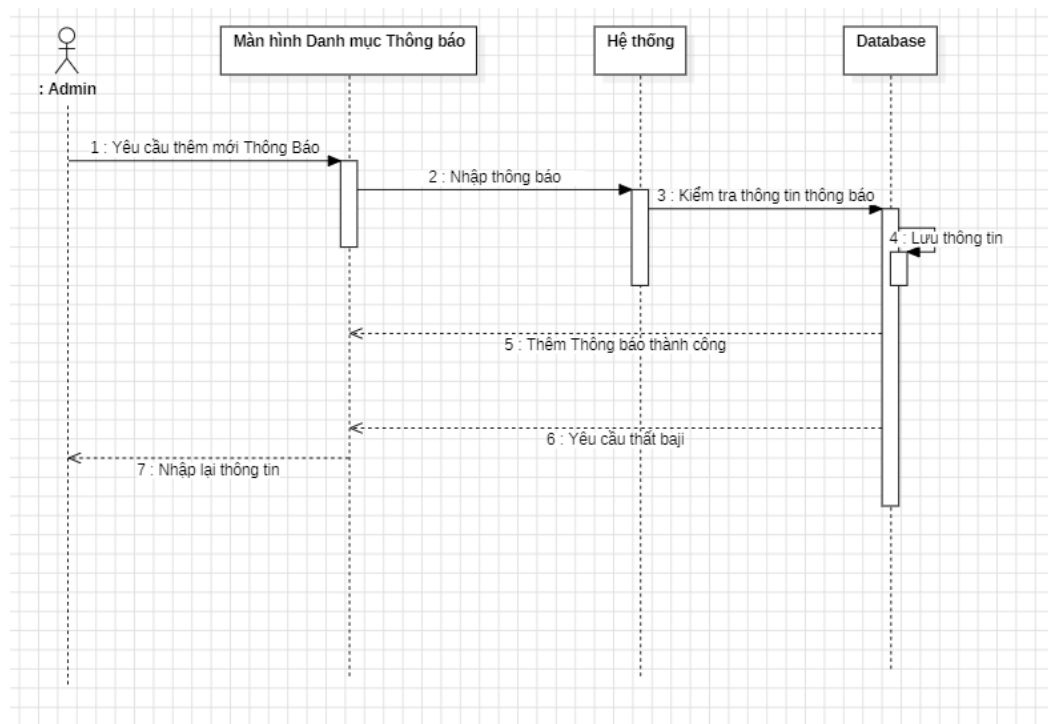 Màn hình Danh mục Thông báo
Hệ thống
Database
: Admin
1 : Yêu cầu thêm mới Thông Báo
2 : Nhập thông báo
3 : Kiểm tra thông tin thông báo
4 : Lưu thông tin
5 : Thêm Thông báo thành công
6 : Yêu cầu thất baji
7 : Nhập lại thông tin